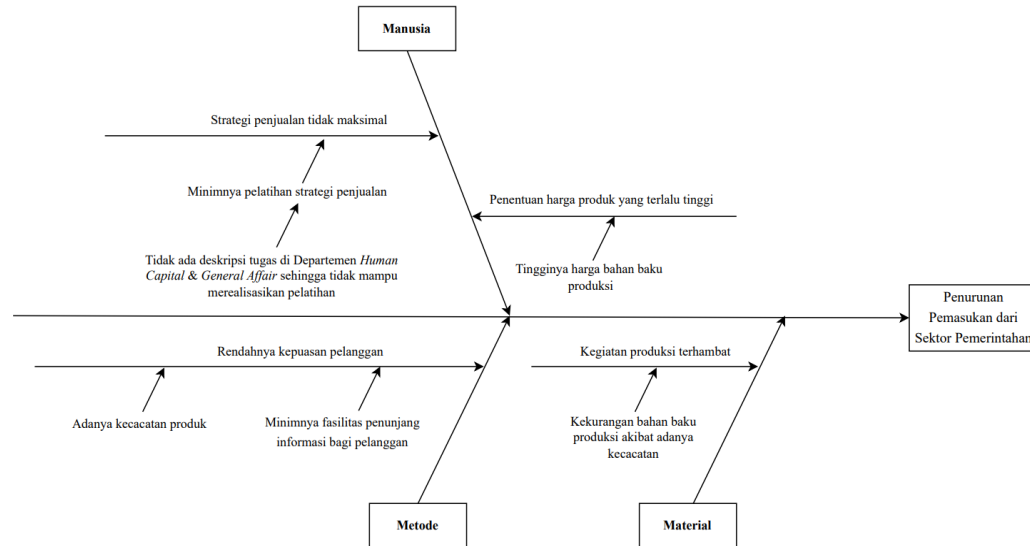 Manusia
Strategi penjualan tidak maksimal
Minimnya pelatihan strategi penjualan
Tidak ada deskripsi tugas di Departemen Human
Capital & General Affair sehingga tidak mampu
merealisasikan pelatihan
Penentuan harga produk yang terlalu tinggi
Tingginya harga bahan baku
produksi
Penurunan
Pemasukan dari
Sektor Pemerintahan
Rendahnya kepuasan pelanggan
Adanya kecacatan produk
Minimnya fasilitas penunjang
informasi bagi pelanggan
Kegiatan produksi terhambat
Kekurangan bahan baku
produksi akibat adanya
kecacatan
Metode
Material